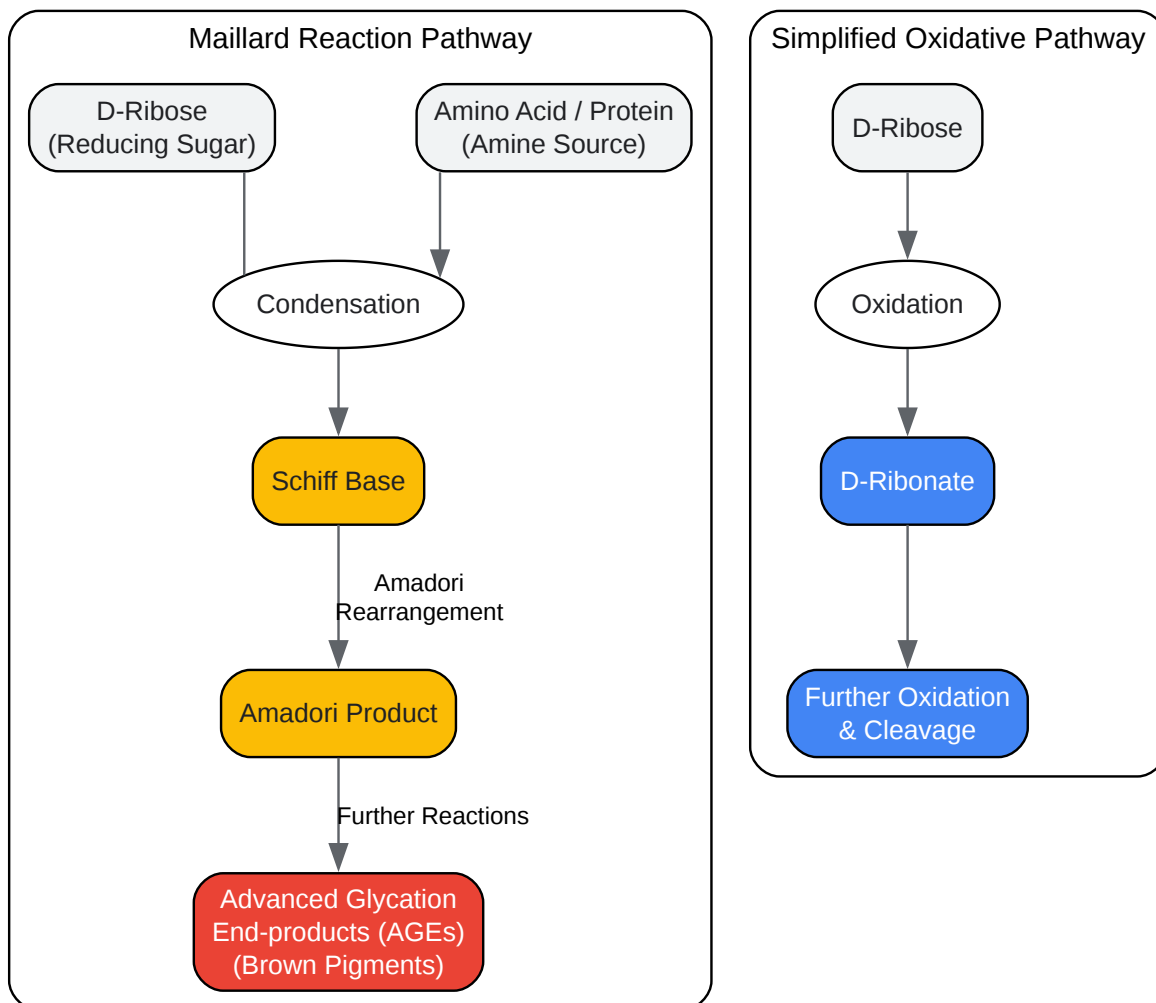 Maillard Reaction Pathway
D-Ribose
(Reducing Sugar)
Amino Acid / Protein
(Amine Source)
Condensation
Schiff Base
Amadori
Rearrangement
Amadori Product
Further Reactions
Advanced Glycation
End-products (AGEs)
(Brown Pigments)
Simplified Oxidative Pathway
D-Ribose
Oxidation
D-Ribonate
Further Oxidation
& Cleavage